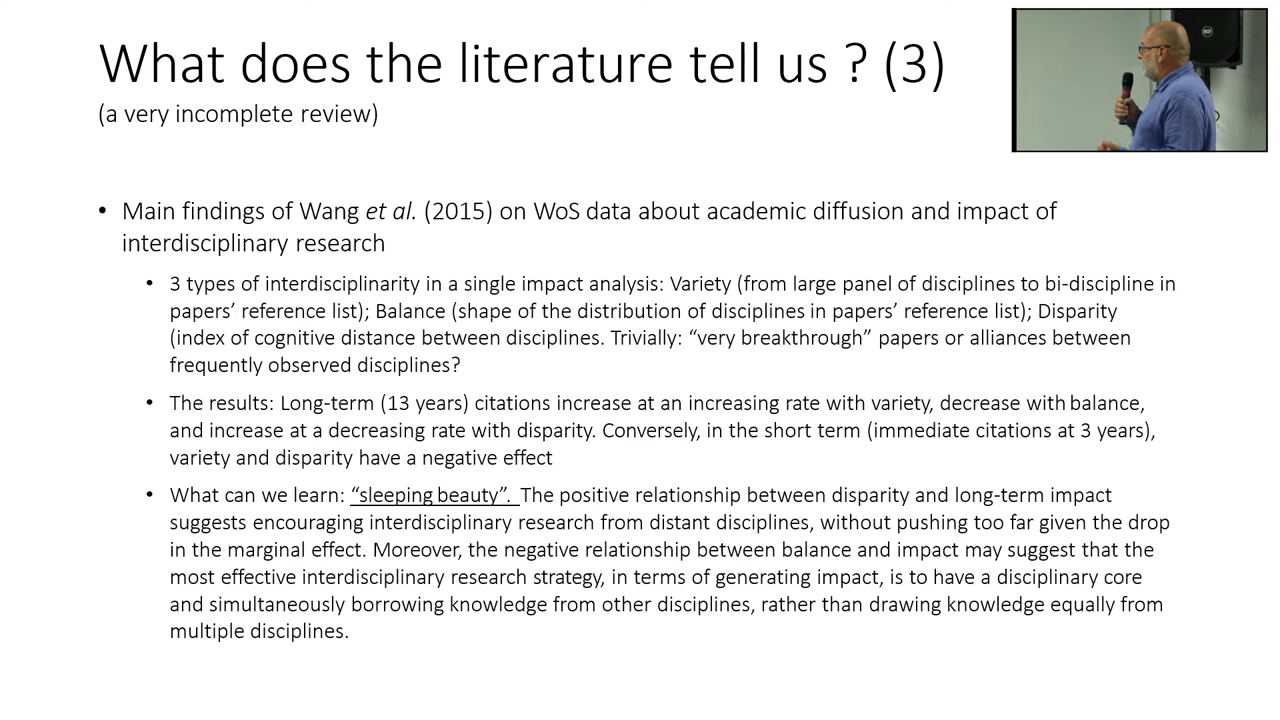 What does the literature tell us ? (3)
(a very incomplete review)
• Main findings of Wang et al. (2015) on WoS data about academic diffusion and impact of
interdisciplinary research
• 3 types of interdisciplinarity in a single impact analysis: Variety (from large panel of disciplines to bi-discipline in
papers’ reference list); Balance (shape of the distribution of disciplines in papers’ reference list); Disparity
(index of cognitive distance between disciplines. Trivially: “very breakthrough” papers or alliances between
frequently observed disciplines?
• The results: Long-term (13 years) citations increase at an increasing rate with variety, decrease with balance,
and increase at a decreasing rate with disparity. Conversely, in the short term (immediate citations at 3 years),
variety and disparity have a negative effect
• What can we learn: “sleeping beauty”. The positive relationship between disparity and long-term impact
suggests encouraging interdisciplinary research from distant disciplines, without pushing too far given the drop
in the marginal effect. Moreover, the negative relationship between balance and impact may suggest that the
most effective interdisciplinary research strategy, in terms of generating impact, is to have a disciplinary core
and simultaneously borrowing knowledge from other disciplines, rather than drawing knowledge equally from
multiple disciplines.